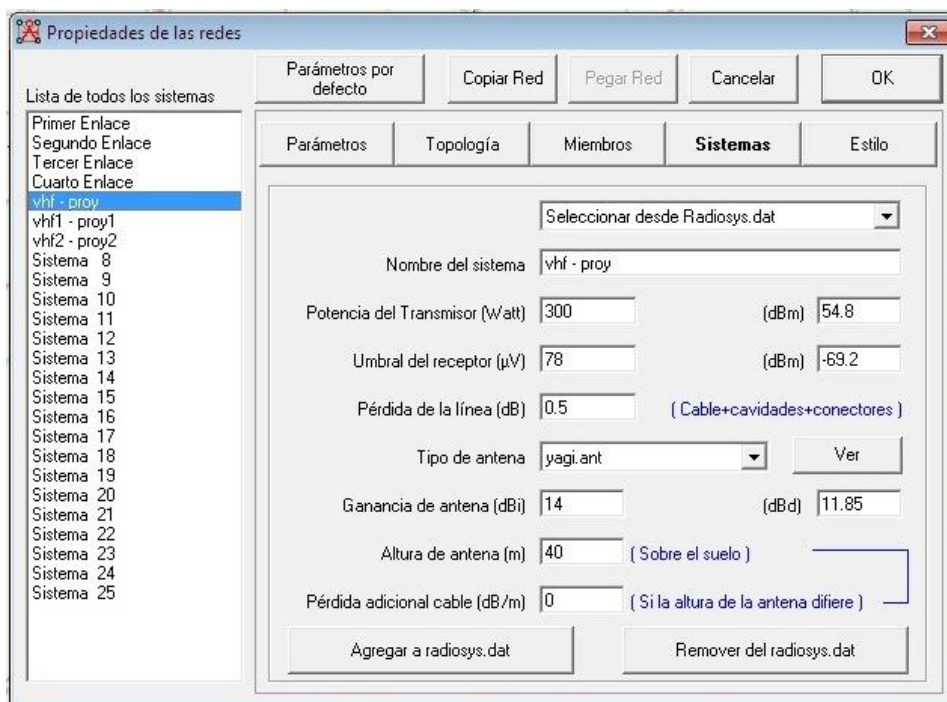 Propiedades de las redes
Parámetros por defecto
Copiar Red
Pegar Red
Cancelar
OK
Lista de todos los sistemas
Primer Enlace
Segundo Enlace
Tercer Enlace
Cuarto Enlace
vhf - proy
vhf1 - proy1
vhf2 - proy2
Sistema 8
Sistema 9
Sistema 10
Sistema 11
Sistema 12
Sistema 13
Sistema 14
Sistema 15
Sistema 16
Sistema 17
Sistema 18
Sistema 19
Sistema 20
Sistema 21
Sistema 22
Sistema 23
Sistema 24
Sistema 25
Parámetros
Topología
Miembros
Sistemas
Estilo
Seleccionar desde Radiosys.dat
Nombre del sistema vhf - proy
Potencia del Transmisor (Watt) 300 (dBm) 54.8
Umbral del receptor (µV) 78 (dBm) -69.2
Pérdida de la línea (dB) 0.5 ( Cable+cavidades+conectores )
Tipo de antena yagi.ant Ver
Ganancia de antena (dBi) 14 (dBd) 11.85
Altura de antena (m) 40 ( Sobre el suelo )
Pérdida adicional cable (dB/m) 0 ( Si la altura de la antena difiere )
Agregar a radiosys.dat
Remover del radiosys.dat